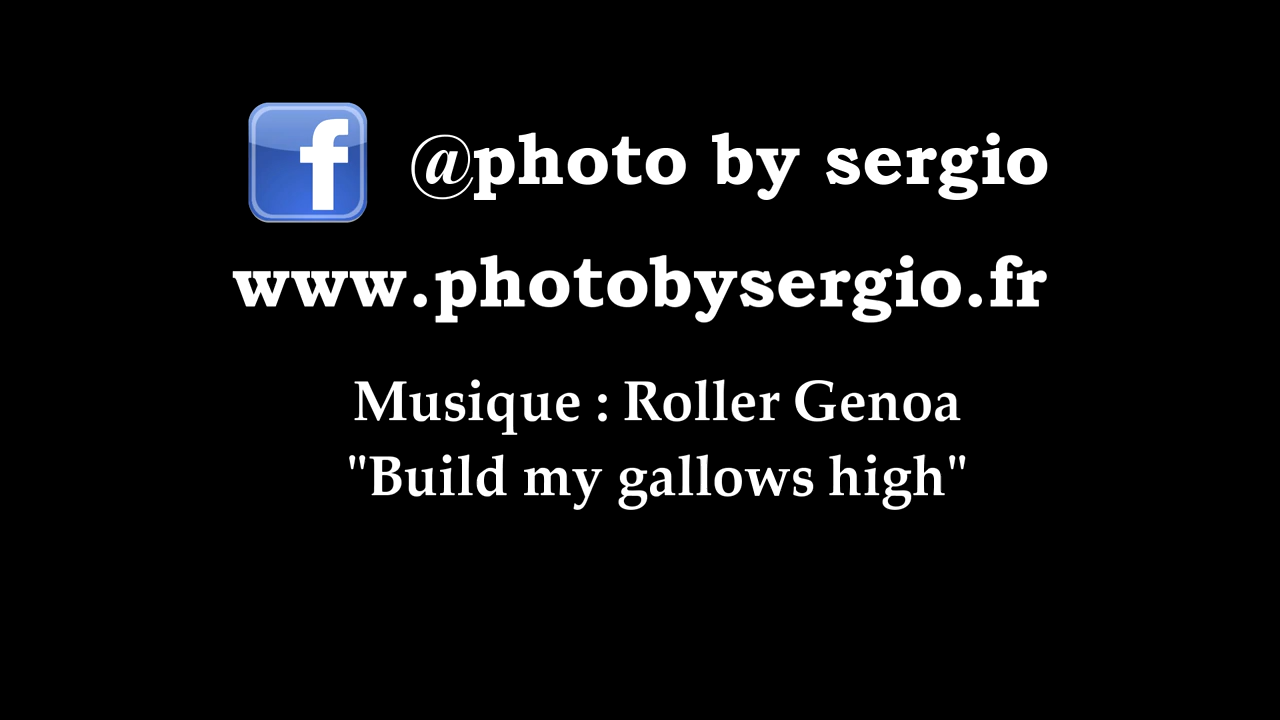 f @photo by sergio
www.photobysergio.fr
Musique : Roller Genoa
"Build my gallows high"